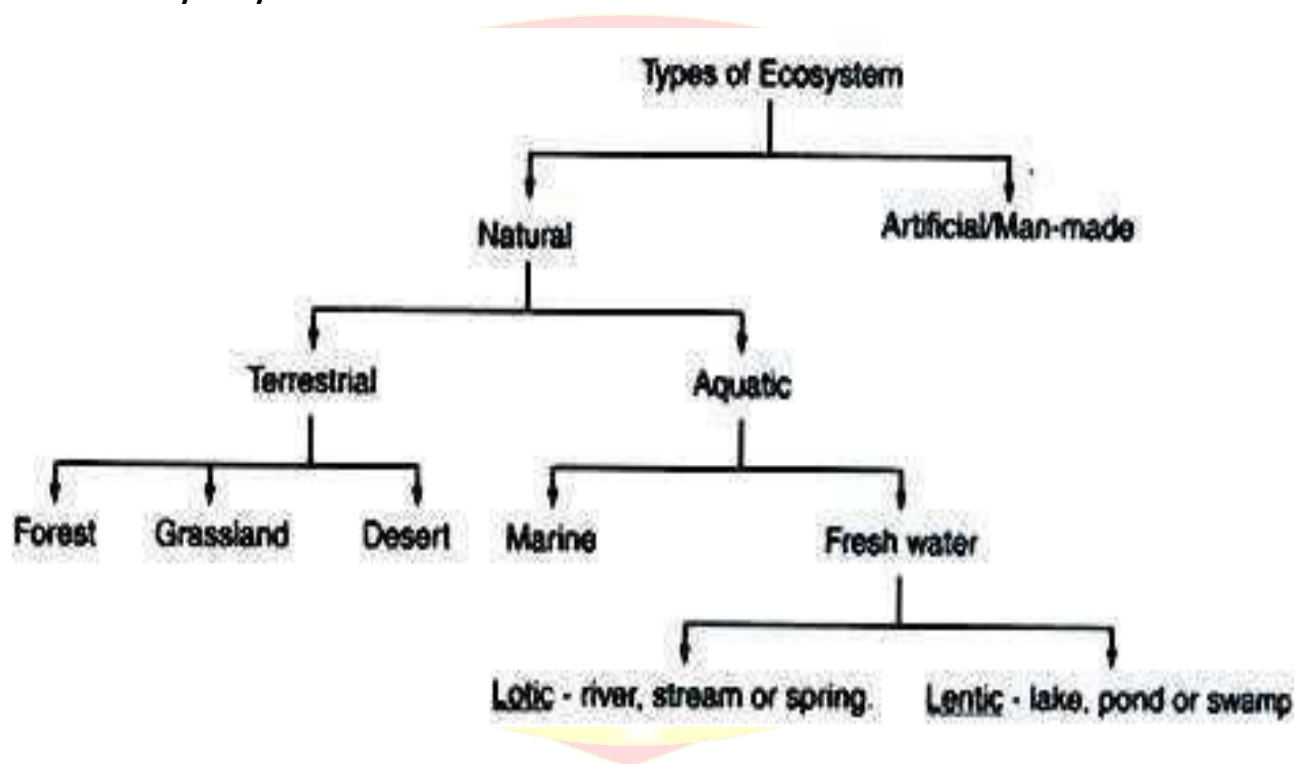 Types of Ecosystem
Natural
Artificial/Man-made
Terrestrial
Aquatic
Forest
Grassland
Desert
Marine
Fresh water
Lotic - river, stream or spring.
Lentic - lake, pond or swamp